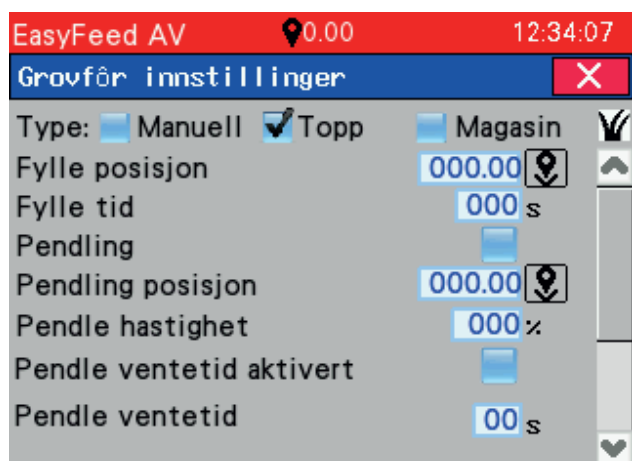 EasyFeed AV 0.00 12:34:07
Grovfôr innstillinger X
Type: Manuell Topp Magasin
Fylle posisjon 000.00
Fylle tid 000 s
Pendling
Pendling posisjon 000.00
Pendle hastighet 000 %
Pendle ventetid aktivert
Pendle ventetid 00 s